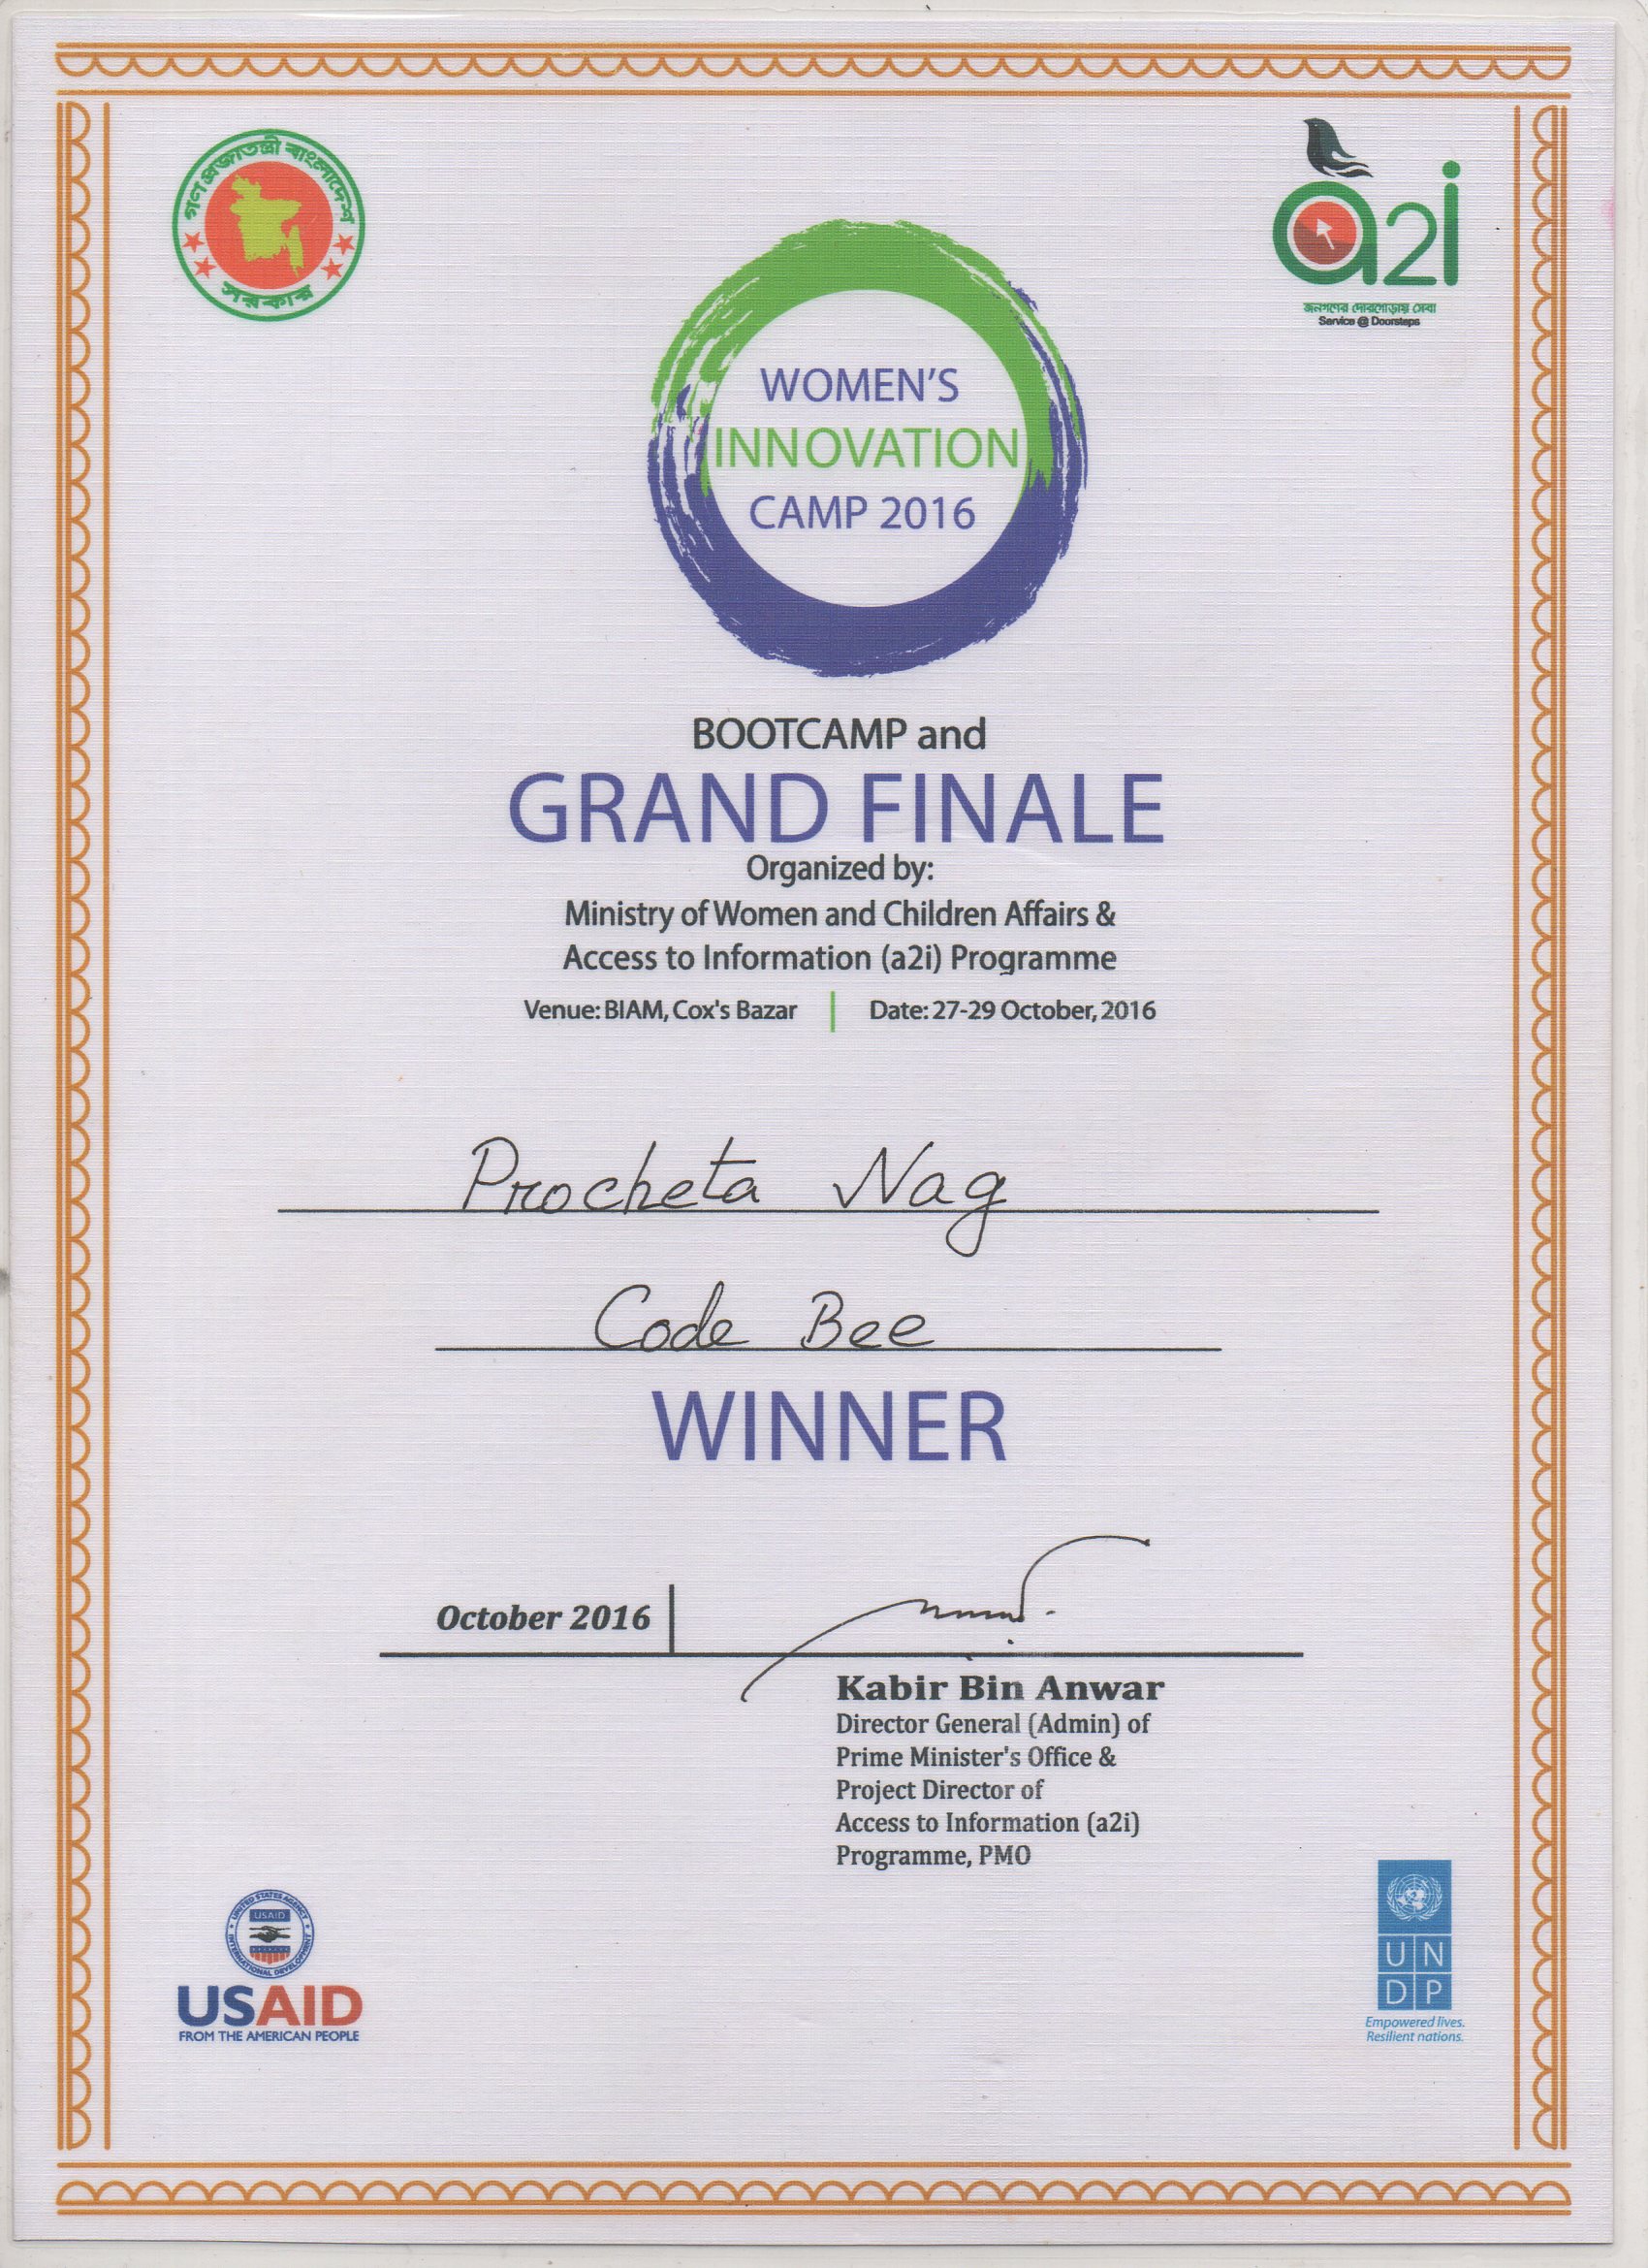 গণপ্রজাতন্ত্রী বাংলাদেশ
সরকার
a2i
জনগণের দোরগোড়ায় সেবা
Service @ Doorsteps
WOMEN'S
INNOVATION
CAMP 2016
BOOTCAMP and
GRAND FINALE
Organized by:
Ministry of Women and Children Affairs &
Access to Information (a2i) Programme
Venue: BIAM, Cox's Bazar | Date: 27-29 October, 2016
Procheta Nag
Code Bee
WINNER
October 2016
Kabir Bin Anwar
Director General (Admin) of
Prime Minister's Office &
Project Director of
Access to Information (a2i)
Programme, PMO
UNITED STATES AGENCY
USAID
INTERNATIONAL DEVELOPMENT
USAID
FROM THE AMERICAN PEOPLE
UN
DP
Empowered lives.
Resilient nations.